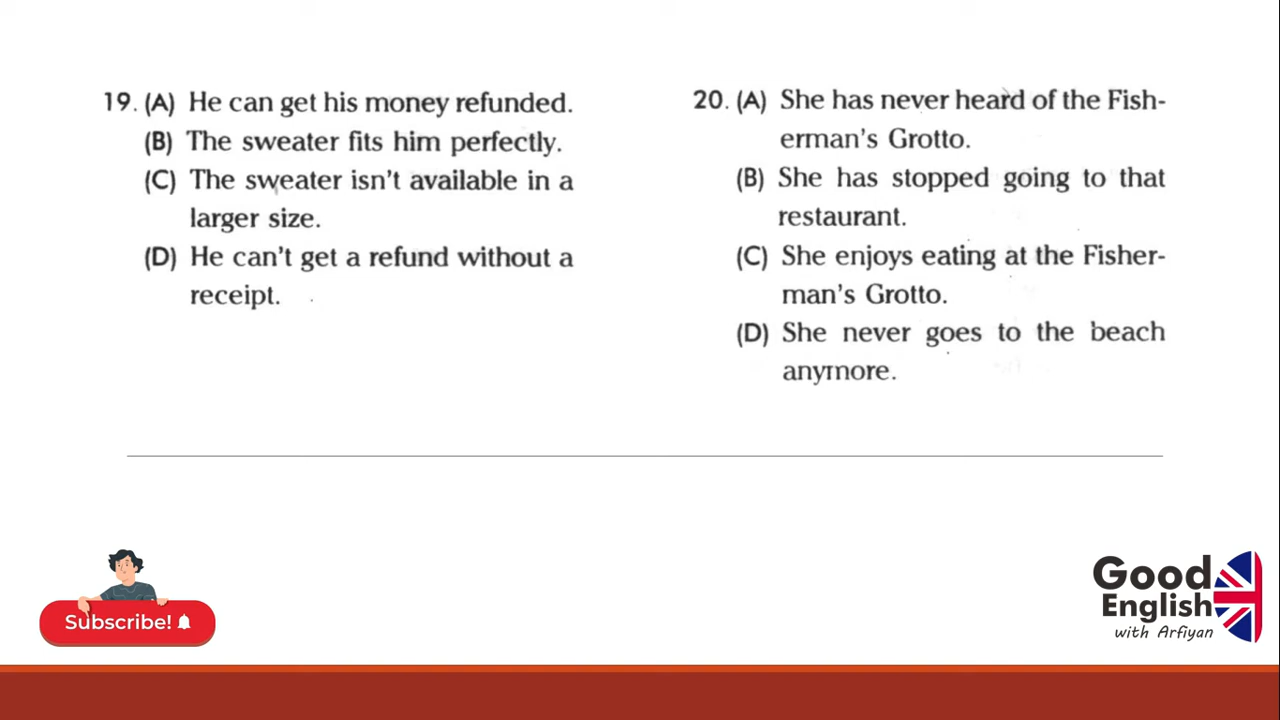 19. (A) He can get his money refunded.
(B) The sweater fits him perfectly.
(C) The sweater isn't available in a
larger size.
(D) He can't get a refund without a
receipt.
20. (A) She has never heard of the Fish-
erman's Grotto.
(B) She has stopped going to that
restaurant.
(C) She enjoys eating at the Fisher-
man's Grotto.
(D) She never goes to the beach
anymore.
Subscribe!
Good
English
with Arfiyan